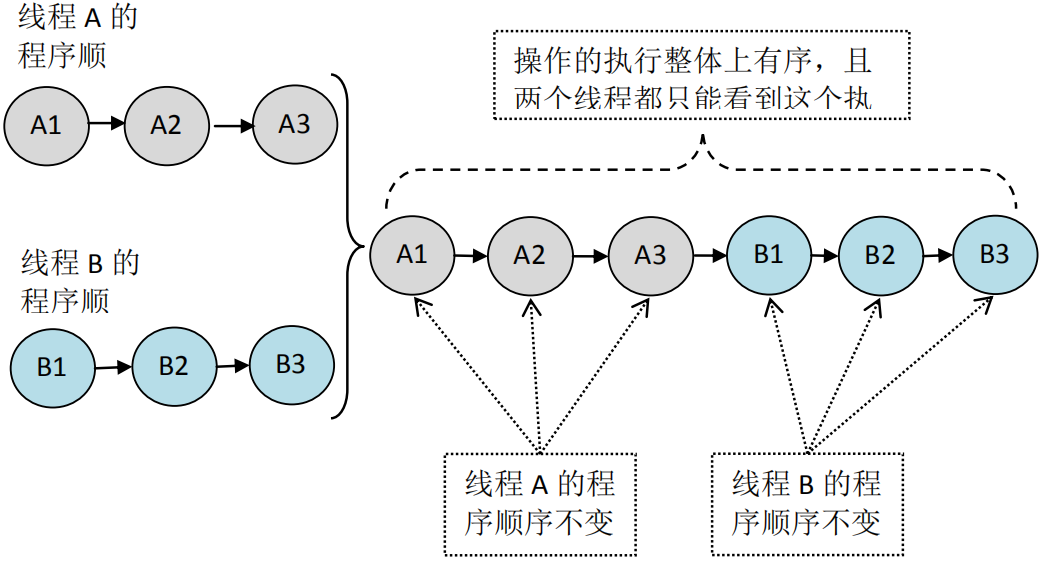 线程 A 的
程序顺
A1
A2
A3
线程 B 的
程序顺
B1
B2
B3
操作的执行整体上有序，且
两个线程都只能看到这个执
A1
A2
A3
B1
B2
B3
线程 A 的程
序顺序不变
线程 B 的程
序顺序不变